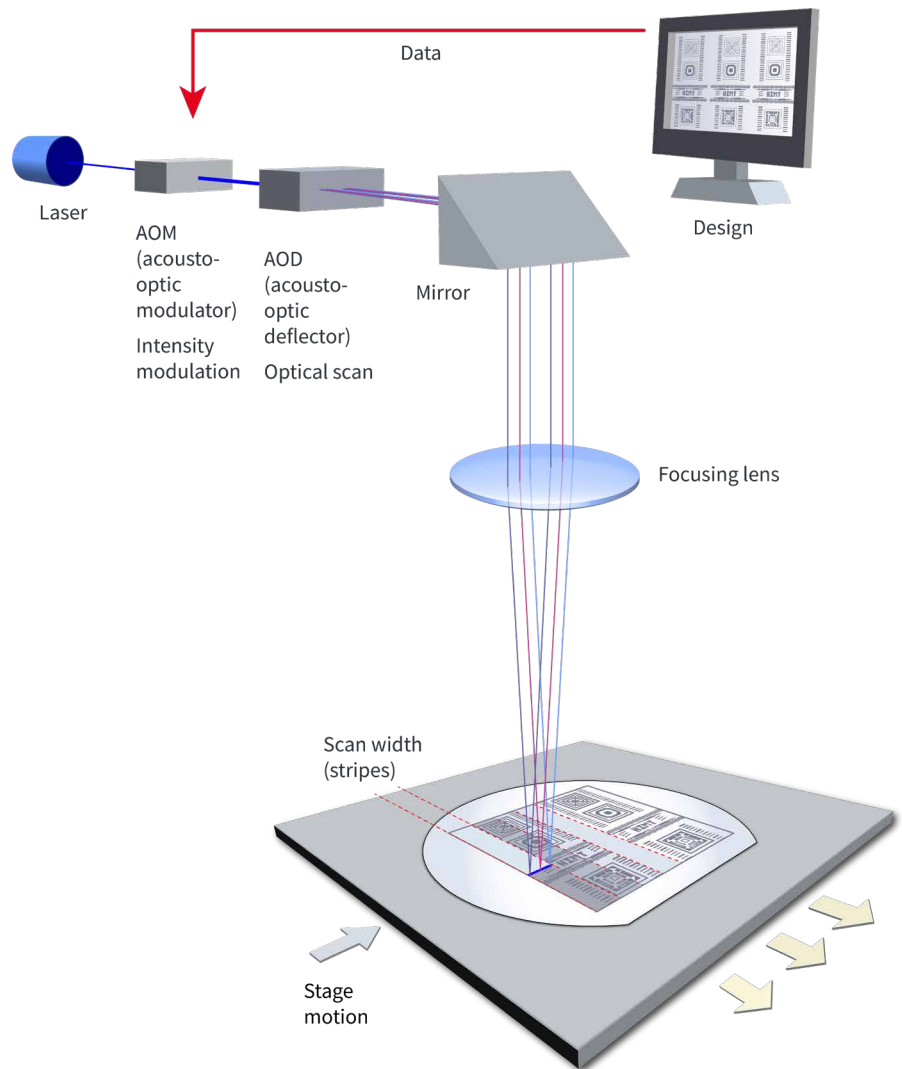 Data
Laser
AOM
(acousto-
optic
modulator)
Intensity
modulation
AOD
(acousto-
optic
deflector)
Optical scan
Mirror
Design
Focusing lens
Scan width
(stripes)
Stage
motion